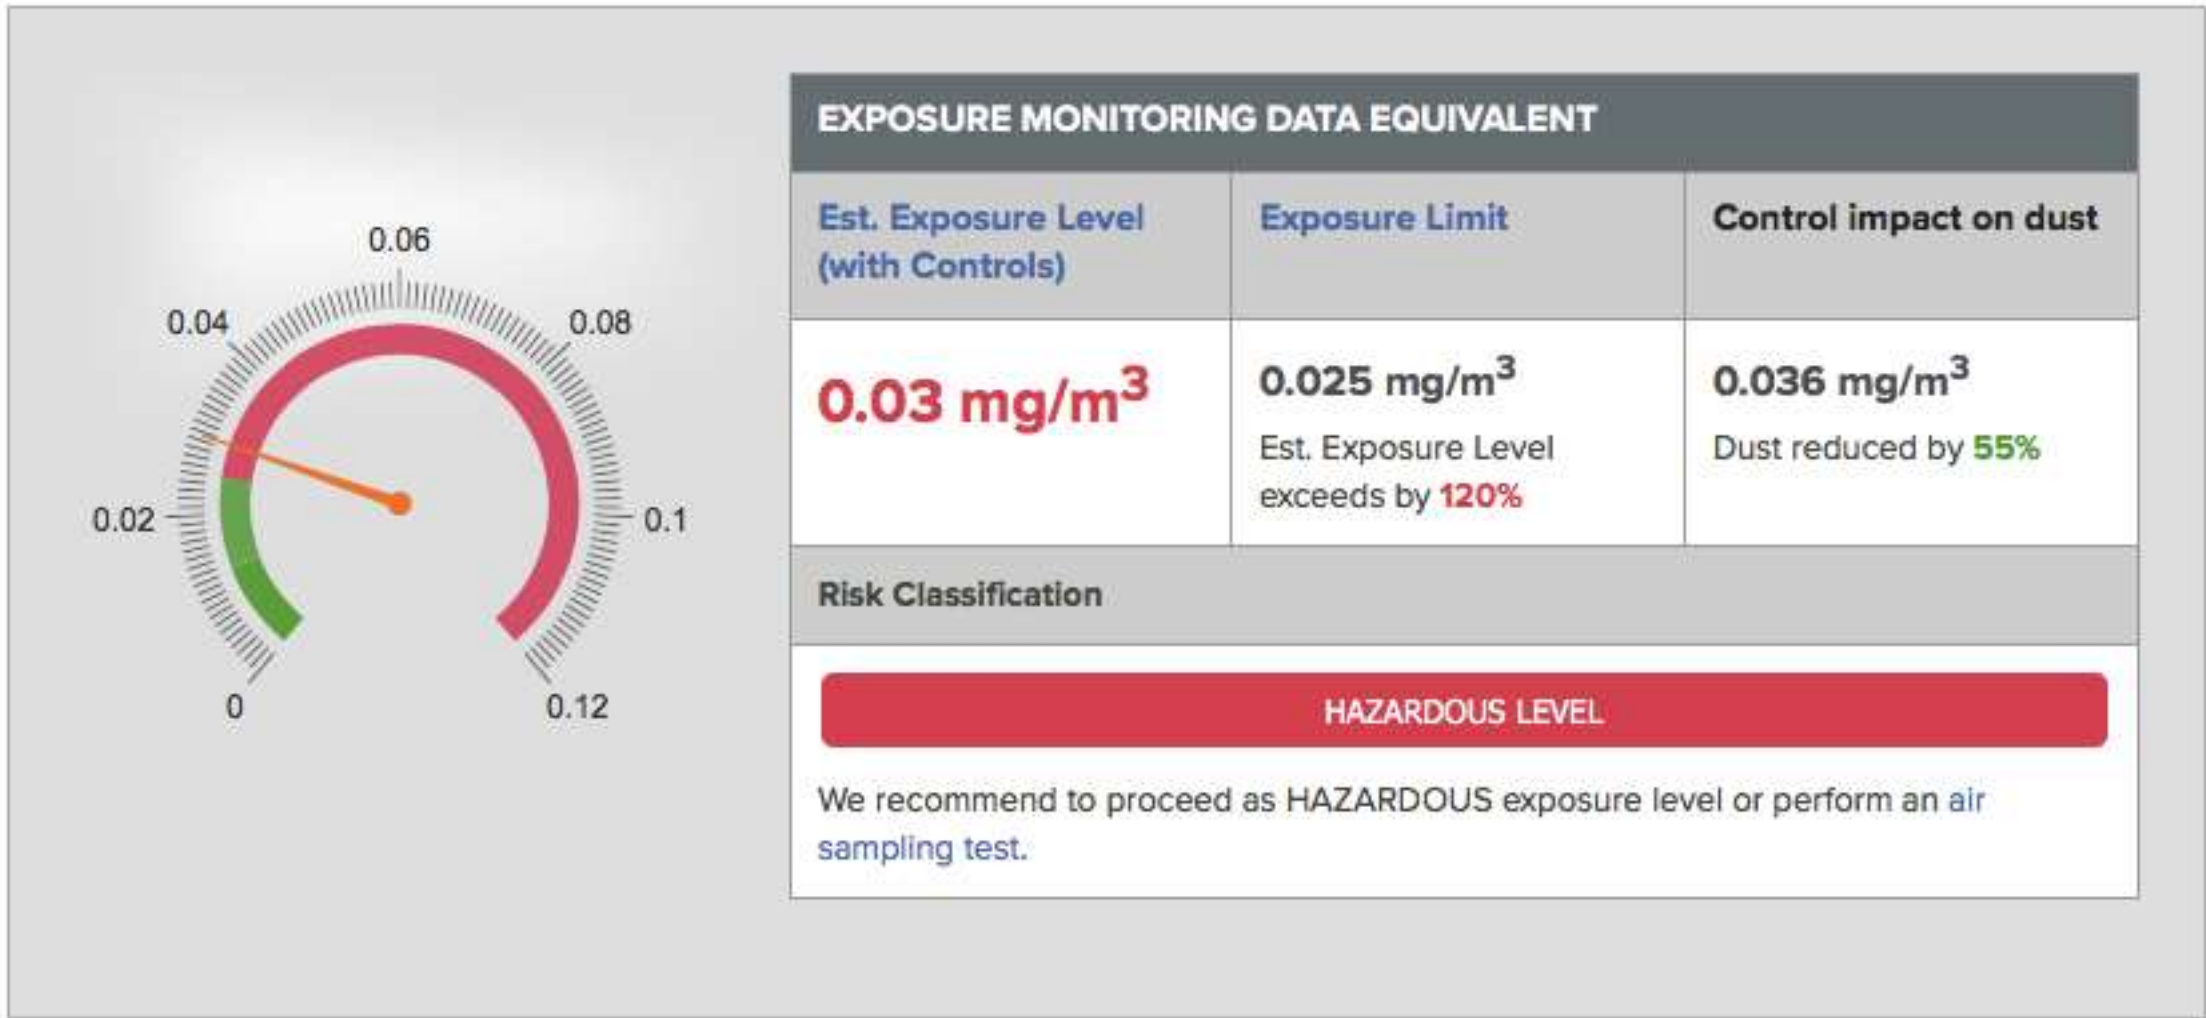 EXPOSURE MONITORING DATA EQUIVALENT
Est. Exposure Level
(with Controls)
Exposure Limit
Control impact on dust
0.03 mg/m³
0.025 mg/m³
Est. Exposure Level
exceeds by 120%
0.036 mg/m³
Dust reduced by 55%
Risk Classification
HAZARDOUS LEVEL
We recommend to proceed as HAZARDOUS exposure level or perform an air
sampling test.
0
0.02
0.04
0.06
0.08
0.1
0.12